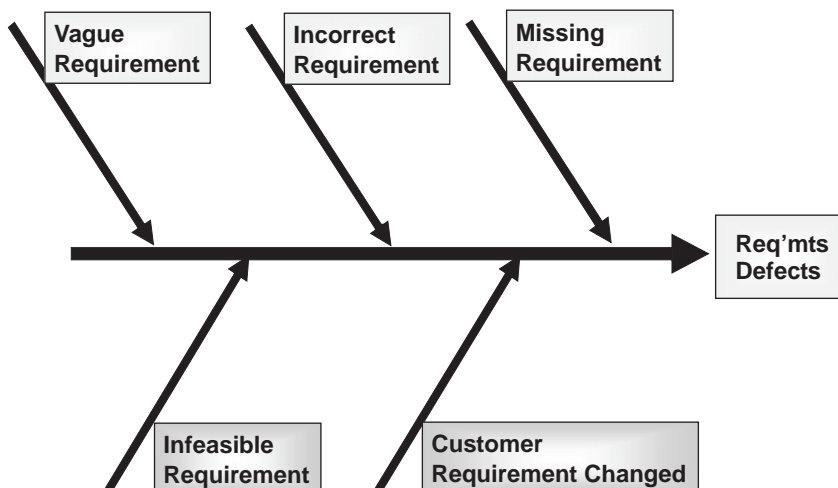 Vague
Requirement
Incorrect
Requirement
Missing
Requirement
Req’mts
Defects
Infeasible
Requirement
Customer
Requirement Changed